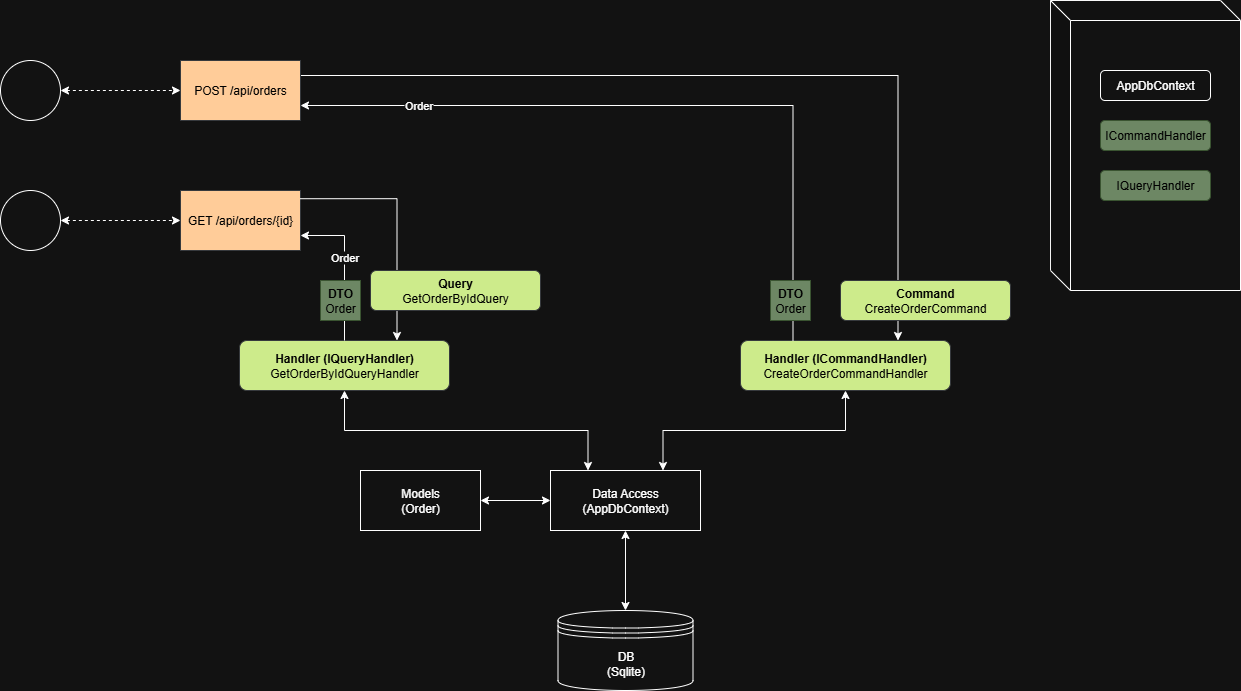 POST /api/orders
Order
AppDbContext
ICommandHandler
IQueryHandler
GET /api/orders/{id}
Order
DTO
Order
Query
GetOrderByIdQuery
DTO
Order
Command
CreateOrderCommand
Handler (IQueryHandler)
GetOrderByIdQueryHandler
Handler (ICommandHandler)
CreateOrderCommandHandler
Models
(Order)
Data Access
(AppDbContext)
DB
(Sqlite)